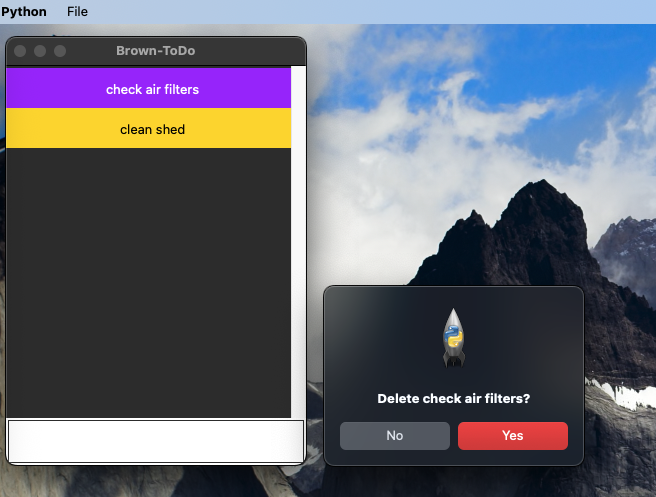 Python File
Brown-ToDo
check air filters
clean shed
Delete check air filters?
No Yes